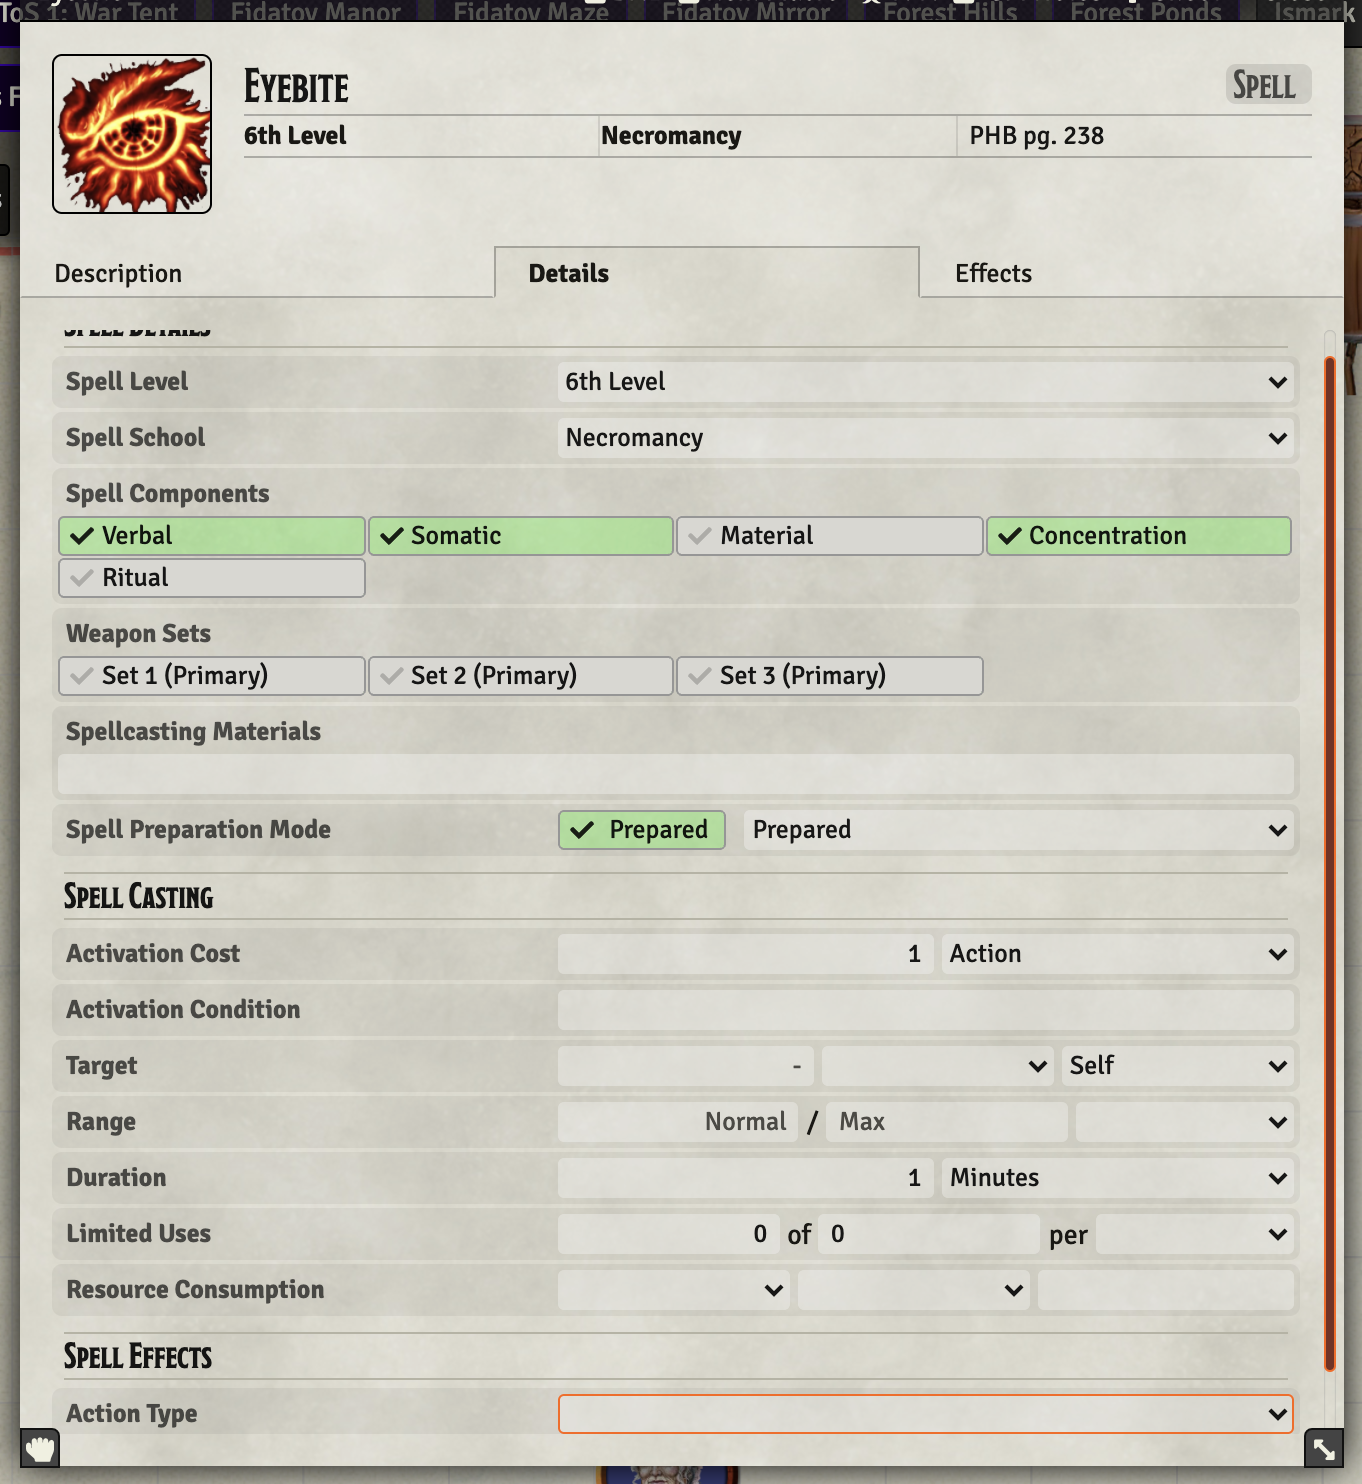 ToS 1: War Tent Fidatov Manor Fidatov Maze Fidatov Mirror Forest Hills Forest Ponds Ismark
Eyebite
Spell
6th Level Necromancy PHB pg. 238
Description Details Effects
Spell Details
Spell Level 6th Level
Spell School Necromancy
Spell Components
Verbal Somatic Material Concentration
Ritual
Weapon Sets
Set 1 (Primary) Set 2 (Primary) Set 3 (Primary)
Spellcasting Materials
Spell Preparation Mode Prepared Prepared
Spell Casting
Activation Cost 1 Action
Activation Condition
Target - Self
Range Normal / Max
Duration 1 Minutes
Limited Uses 0 of 0 per
Resource Consumption
Spell Effects
Action Type